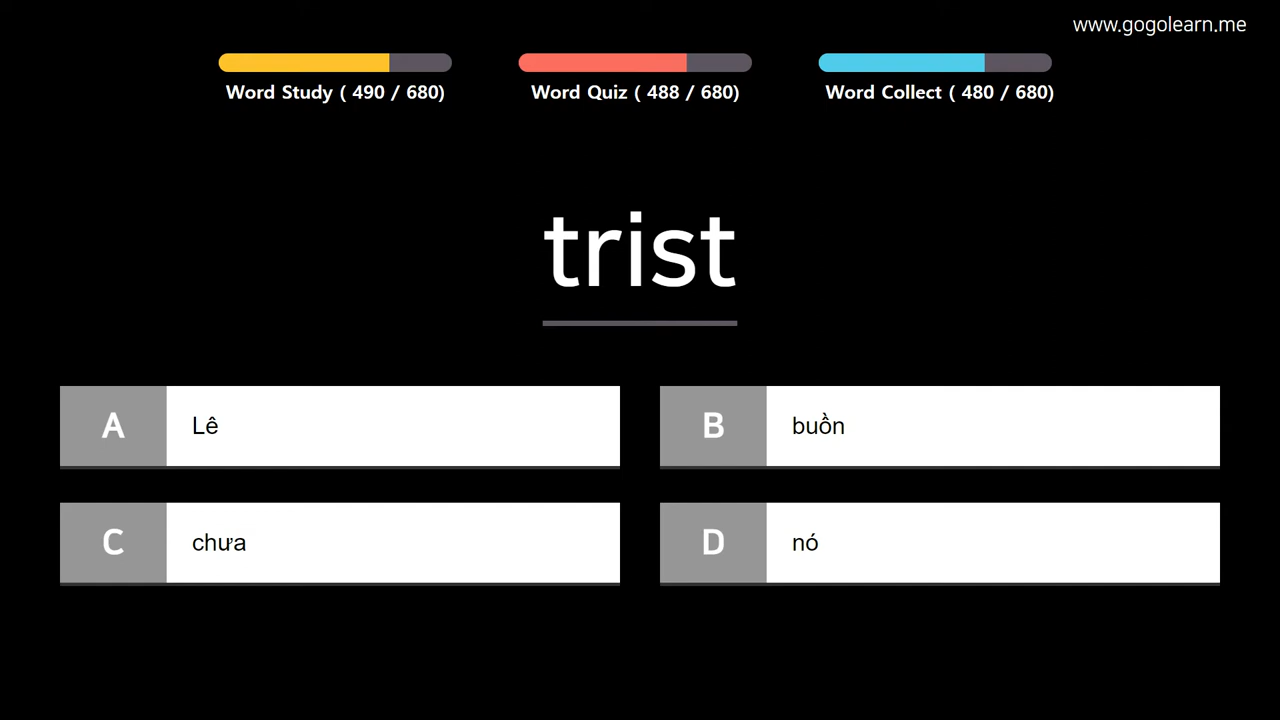 www.gogolearn.me
Word Study ( 490 / 680)
Word Quiz ( 488 / 680)
Word Collect ( 480 / 680)
trist
A Lê
B buồn
C chưa
D nó